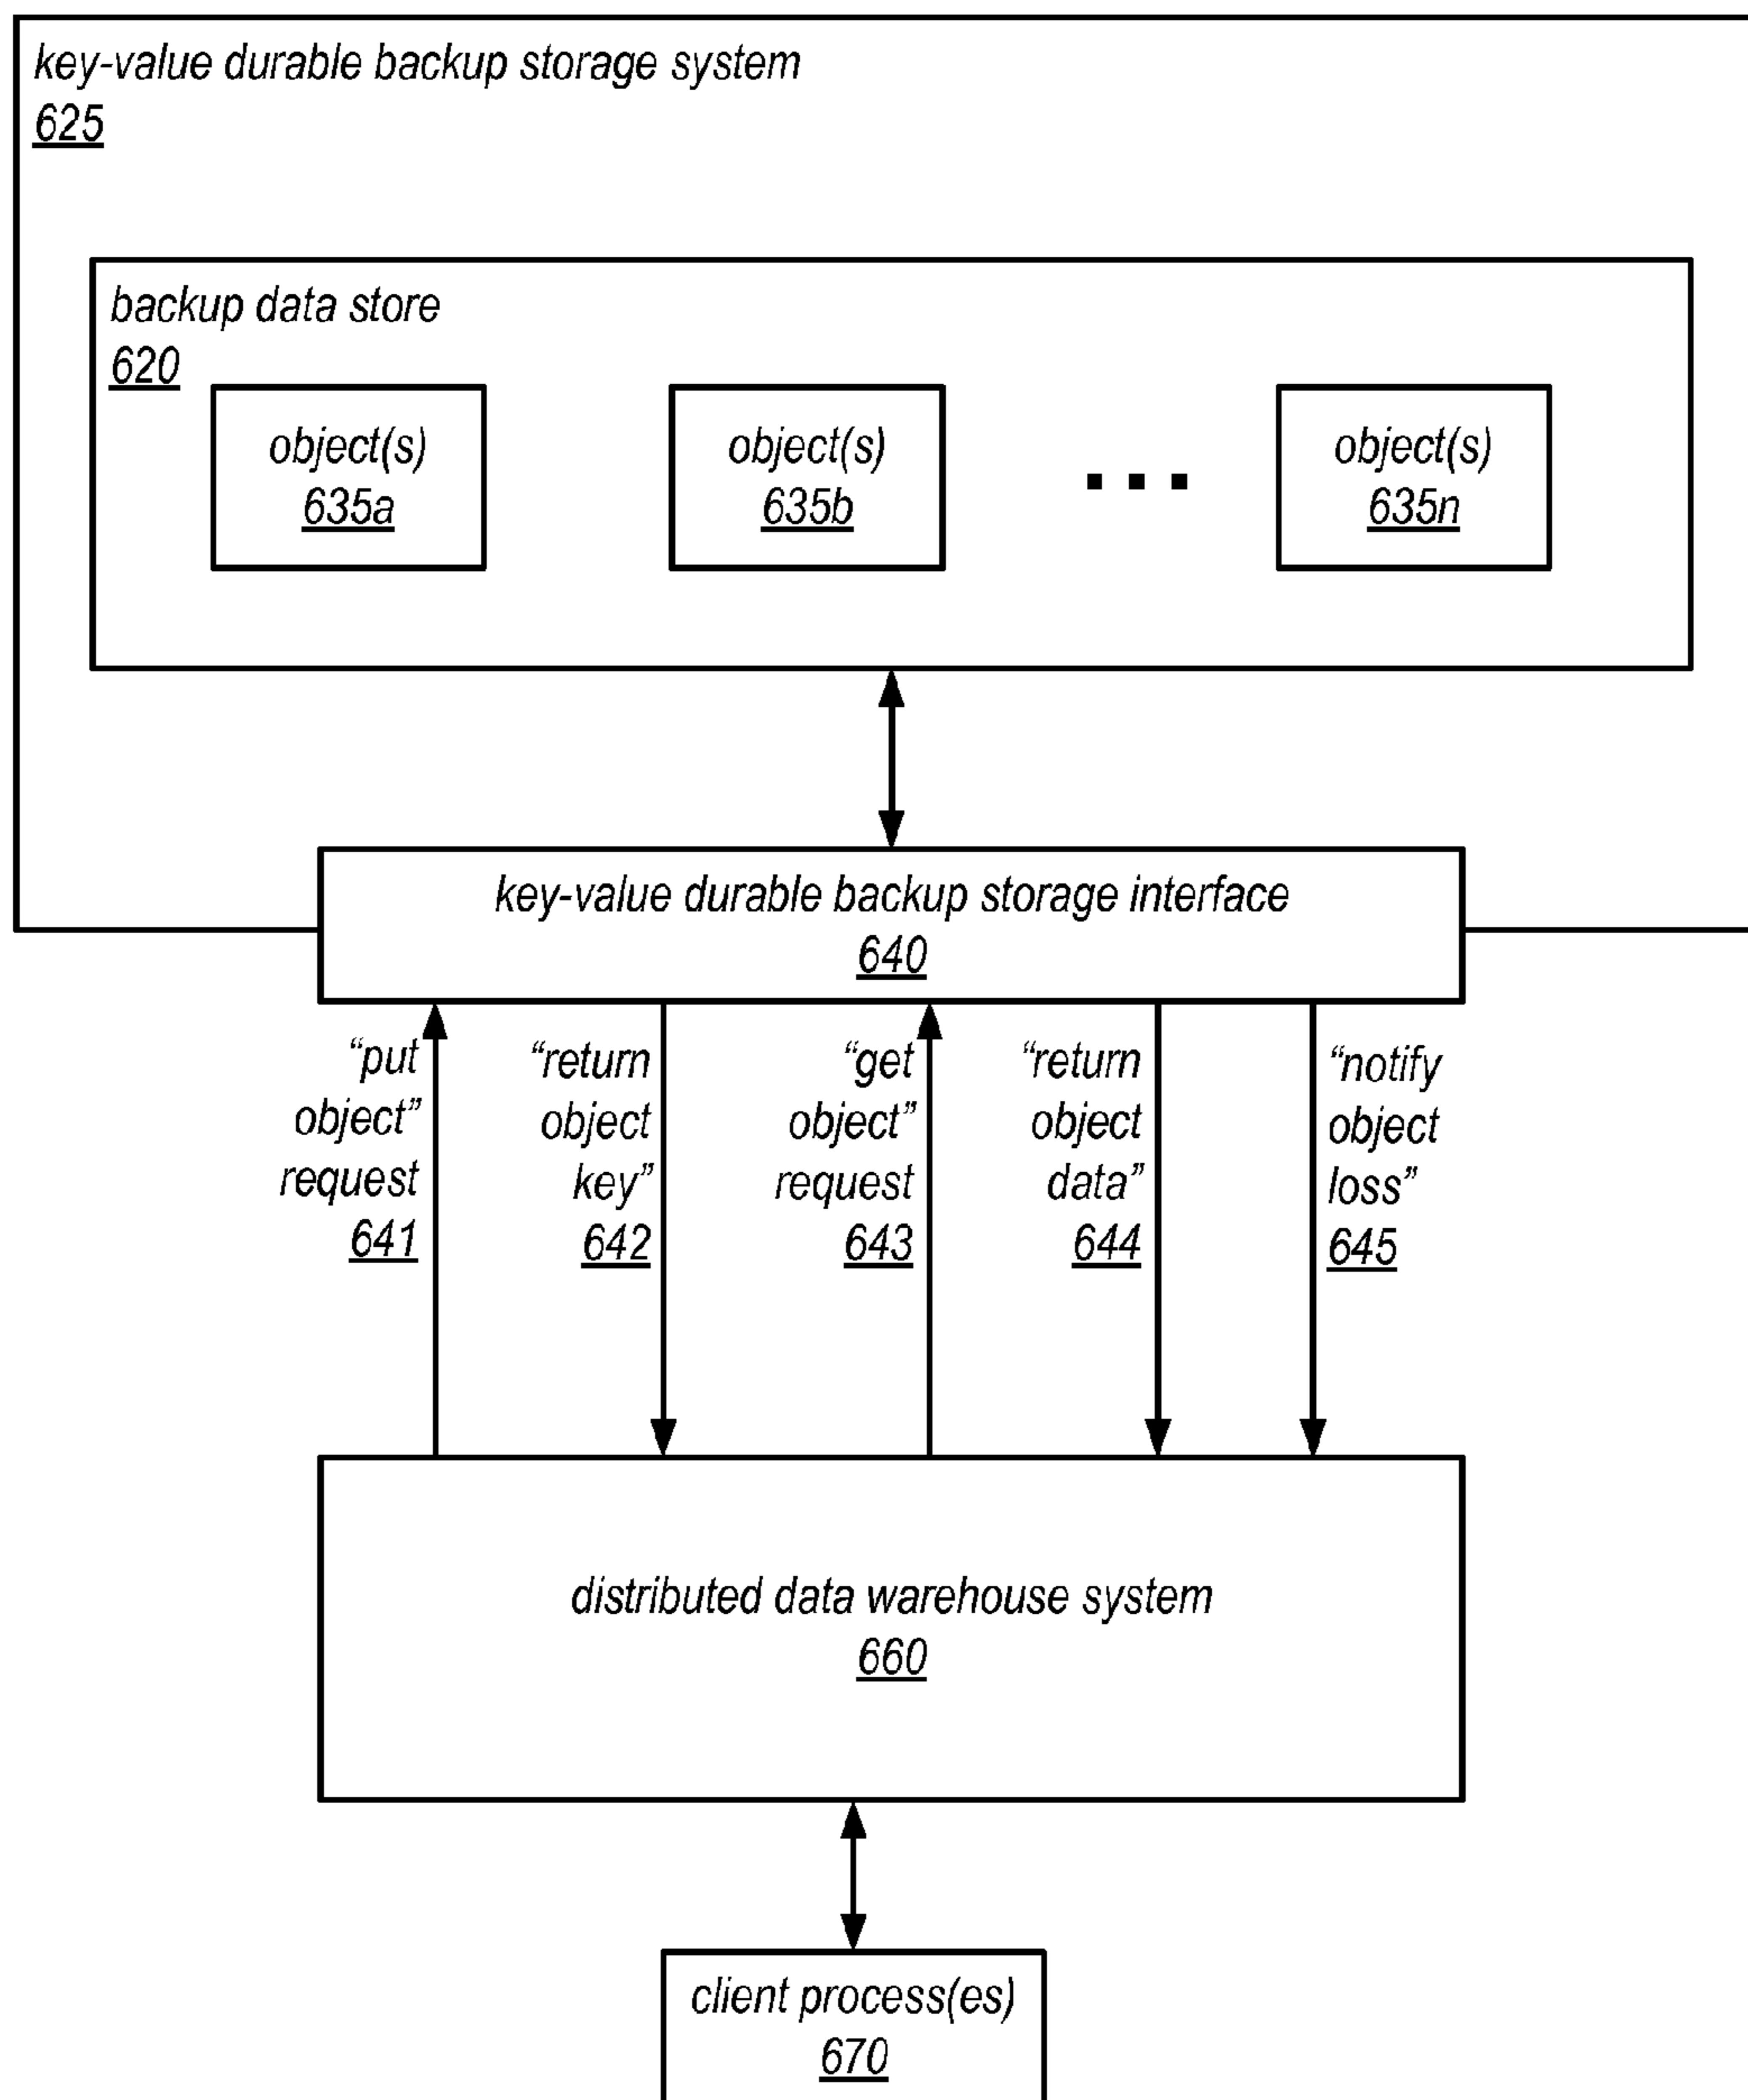 key-value durable backup storage system
625
backup data store
620
object(s)
635a
object(s)
635b
object(s)
635n
key-value durable backup storage interface
640
“put
object”
request
641
“return
object
key”
642
“get
object”
request
643
“return
object
data”
644
“notify
object
loss”
645
distributed data warehouse system
660
client process(es)
670